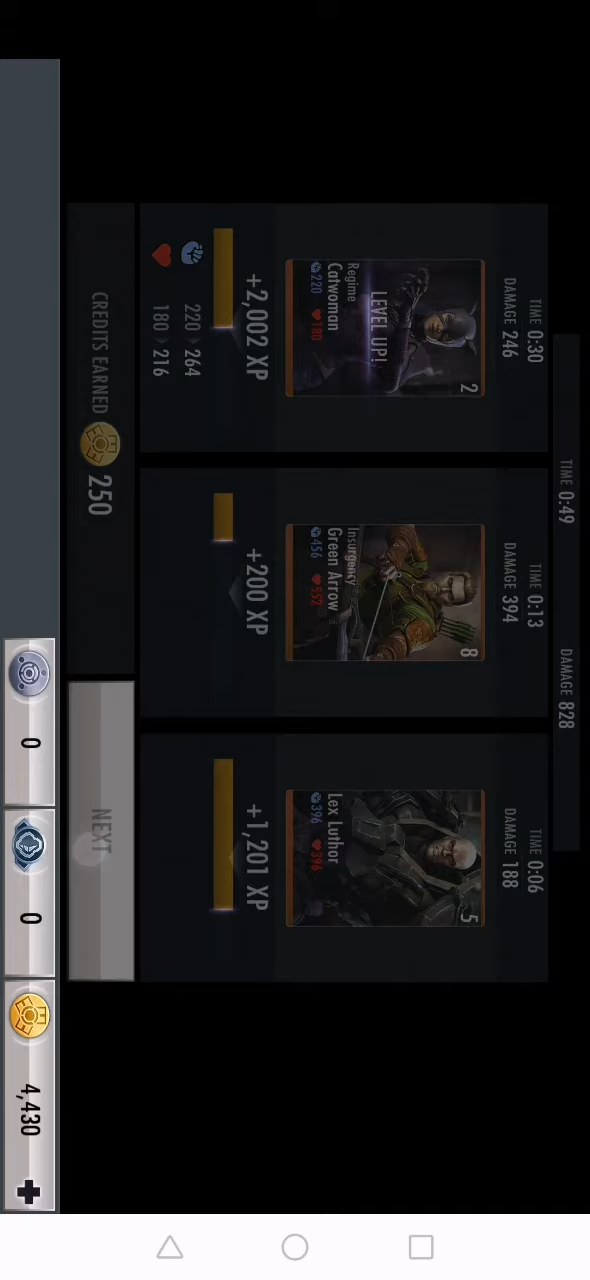 TIME 0:49 DAMAGE 828
TIME 0:30
DAMAGE 246
2
LEVEL UP!
Regime
Catwoman
220 180
+2,002 XP
220 264
180 216
TIME 0:13
DAMAGE 394
8
Insurgency
Green Arrow
456 552
+200 XP
TIME 0:06
DAMAGE 188
5
Lex Luthor
396 396
+1,201 XP
CREDITS EARNED 250
NEXT
0
0
4,430